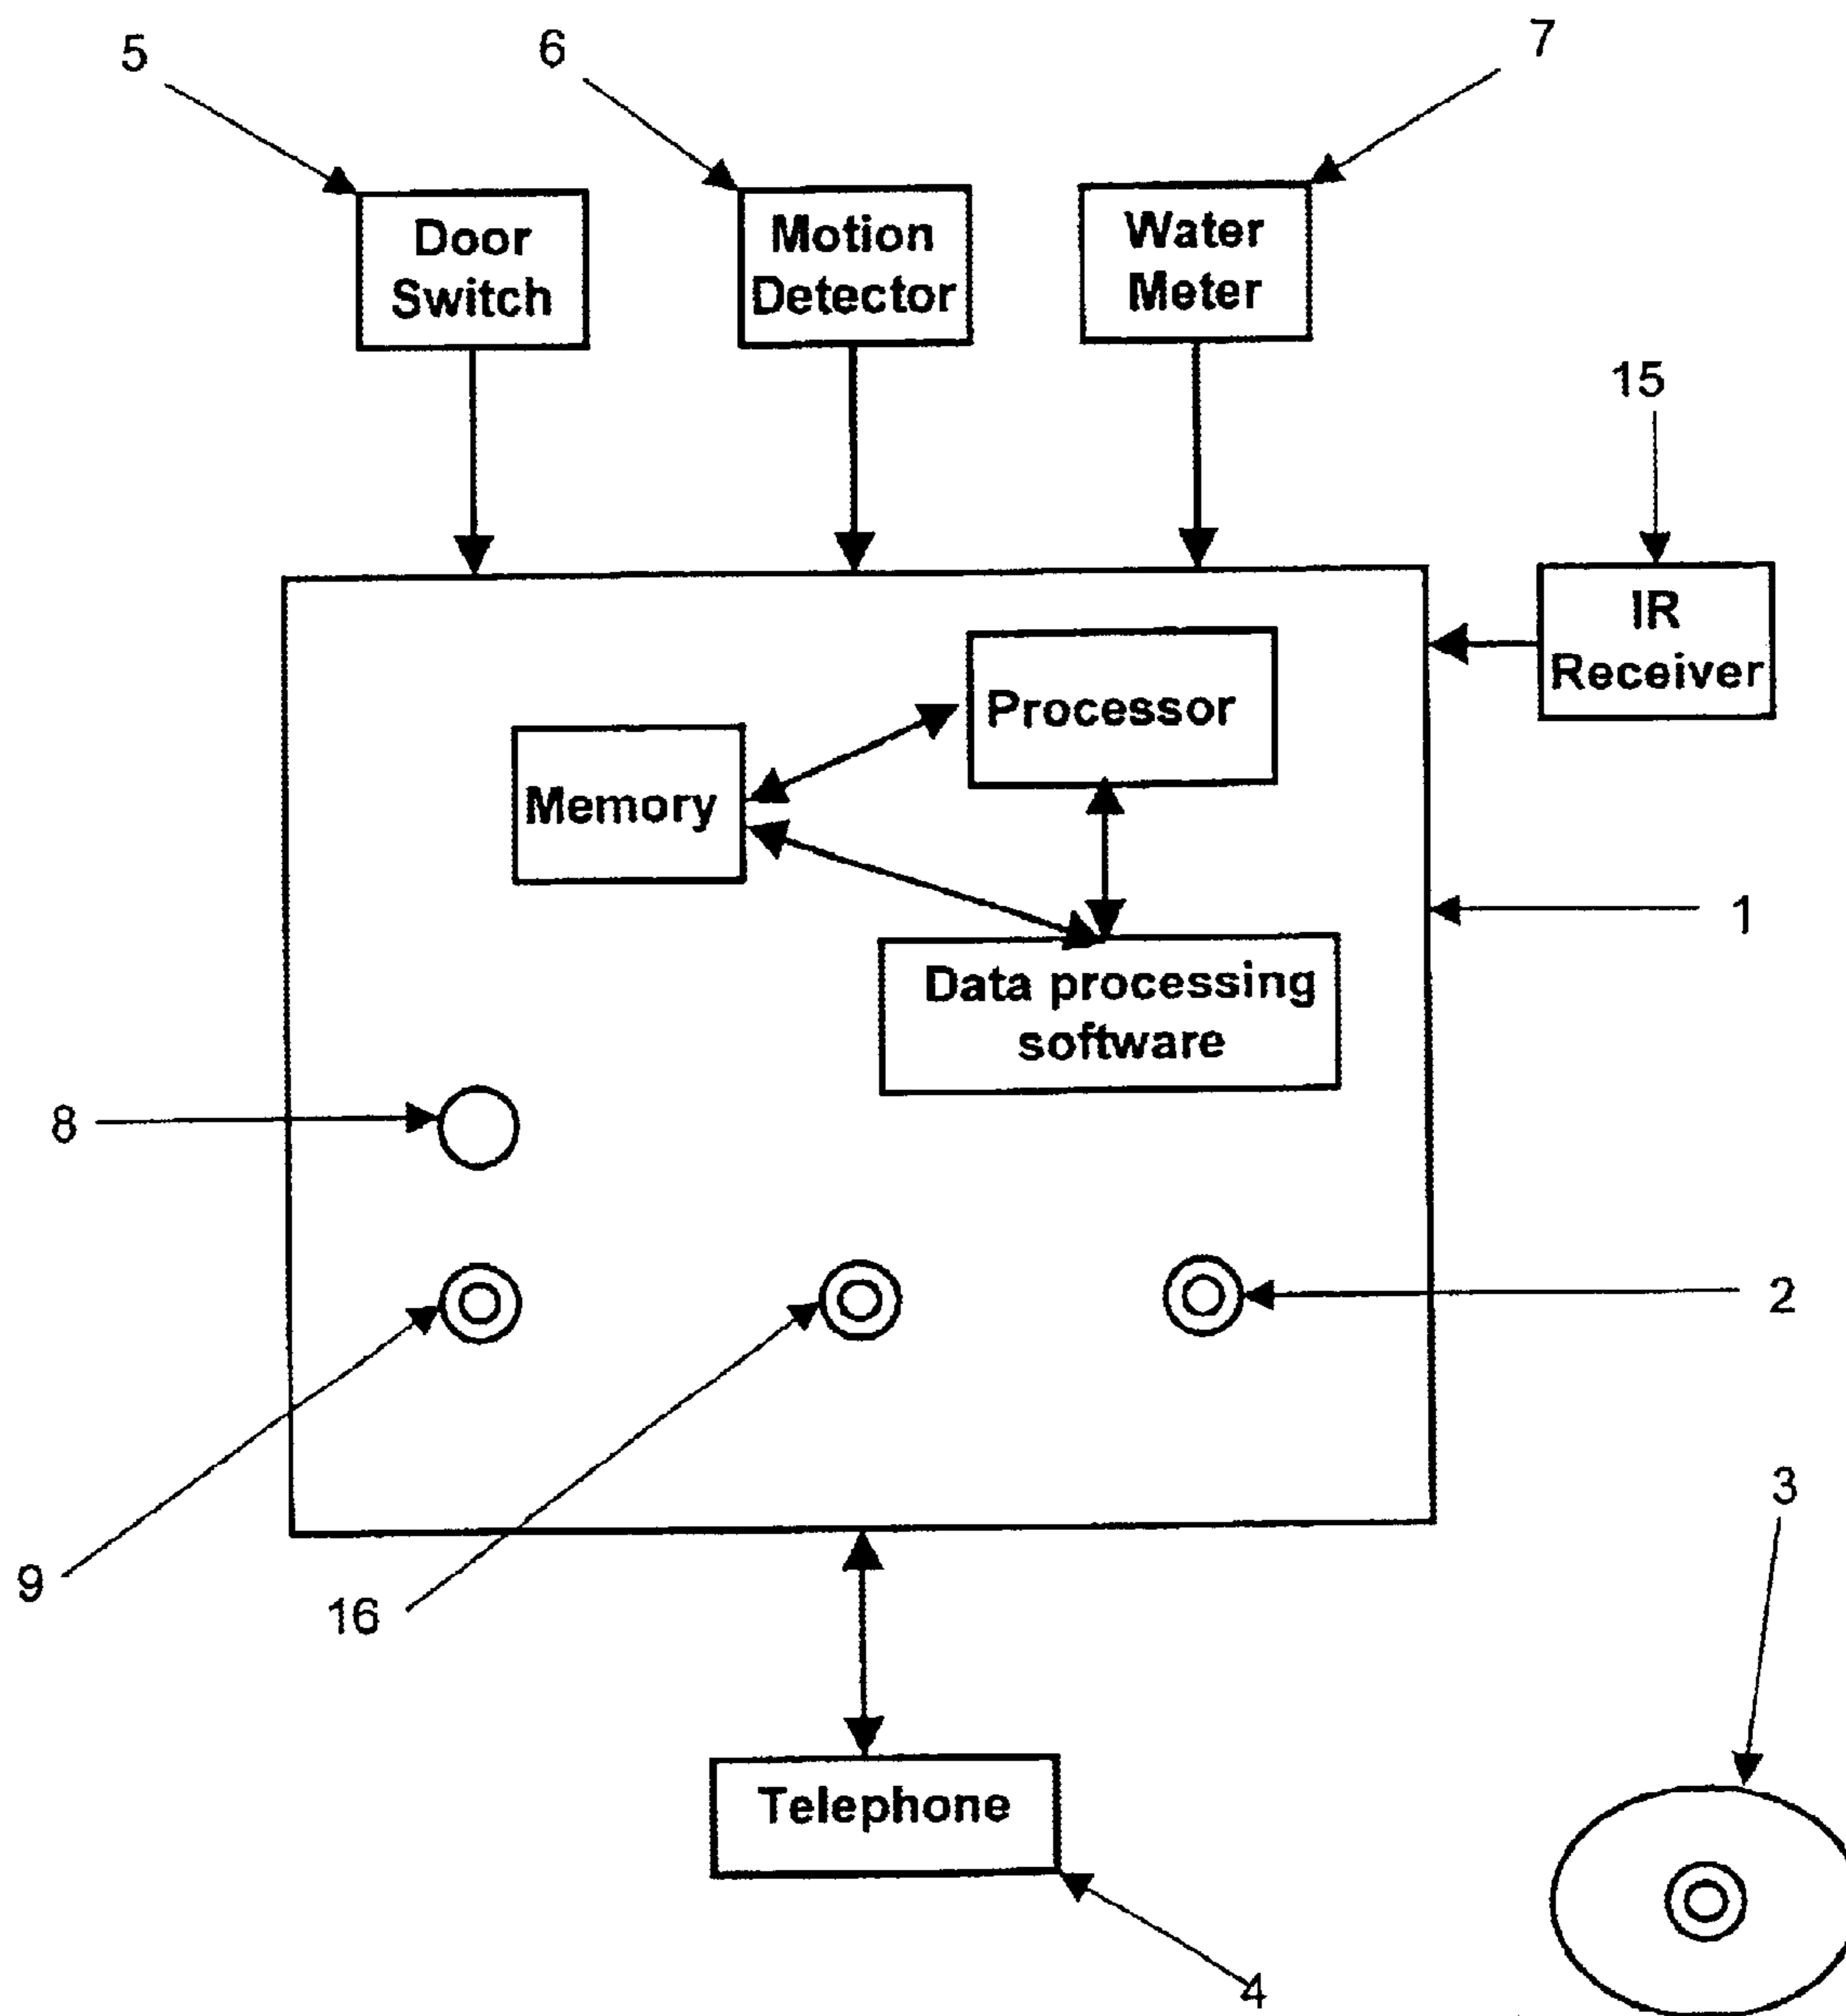 5
6
7
Door
Switch
Motion
Detector
Water
Meter
15
IR
Receiver
Processor
Memory
1
Data processing
software
8
2
3
9
16
Telephone
4